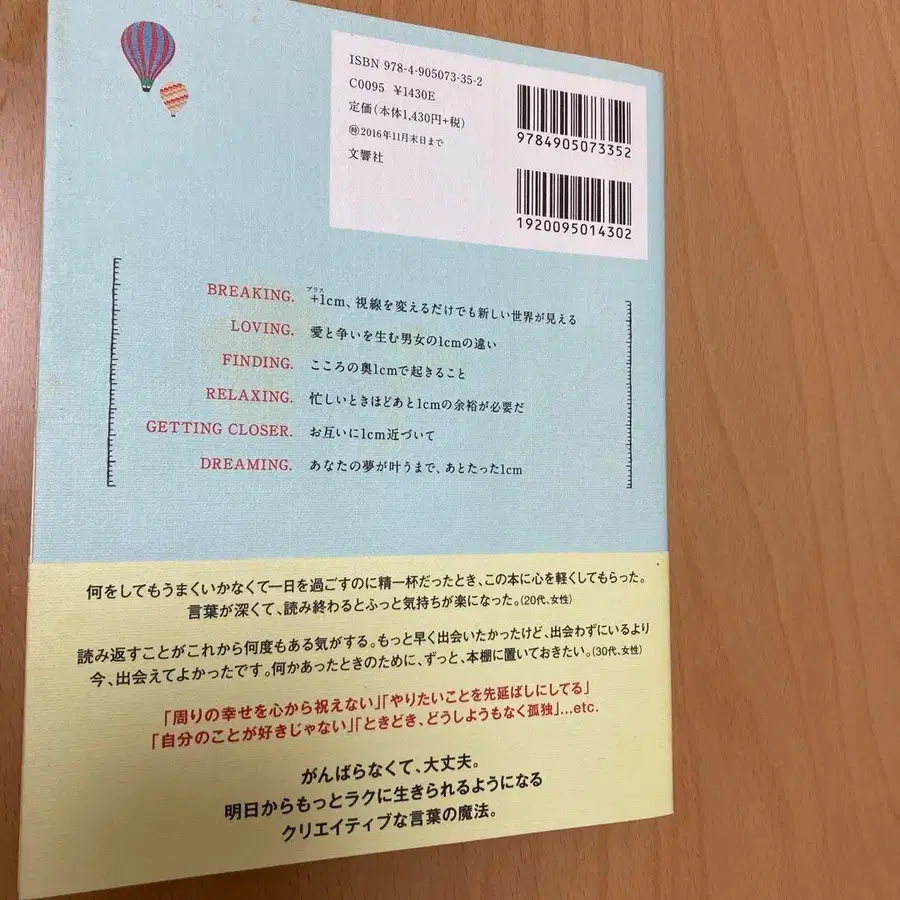 ISBN 978-4-905073-35-2
C0095 ¥1430E
定価(本体1,430円+税)
㊕2016年11月末日まで
文響社
9784905073352
1920095014302
BREAKING. +1cm、視線を変えるだけでも新しい世界が見える
プラス
LOVING. 愛と争いを生む男女の1cmの違い
FINDING. こころの奥1cmで起きること
RELAXING. 忙しいときほどあと1cmの余裕が必要だ
GETTING CLOSER. お互いに1cm近づいて
DREAMING. あなたの夢が叶うまで、あとたった1cm
何をしてもうまくいかなくて一日を過ごすのに精一杯だったとき、この本に心を軽くしてもらった。
言葉が深くて、読み終わるとふっと気持ちが楽になった。(20代、女性)
読み返すことがこれから何度もある気がする。もっと早く出会いたかったけど、出会わずにいるより
今、出会えてよかったです。何かあったときのために、ずっと、本棚に置いておきたい。(30代、女性)
「周りの幸せを心から祝えない」「やりたいことを先延ばしにしてる」
「自分のことが好きじゃない」「ときどき、どうしようもなく孤独」...etc.
がんばらなくて、大丈夫。
明日からもっとラクに生きられるようになる
クリエイティブな言葉の魔法。